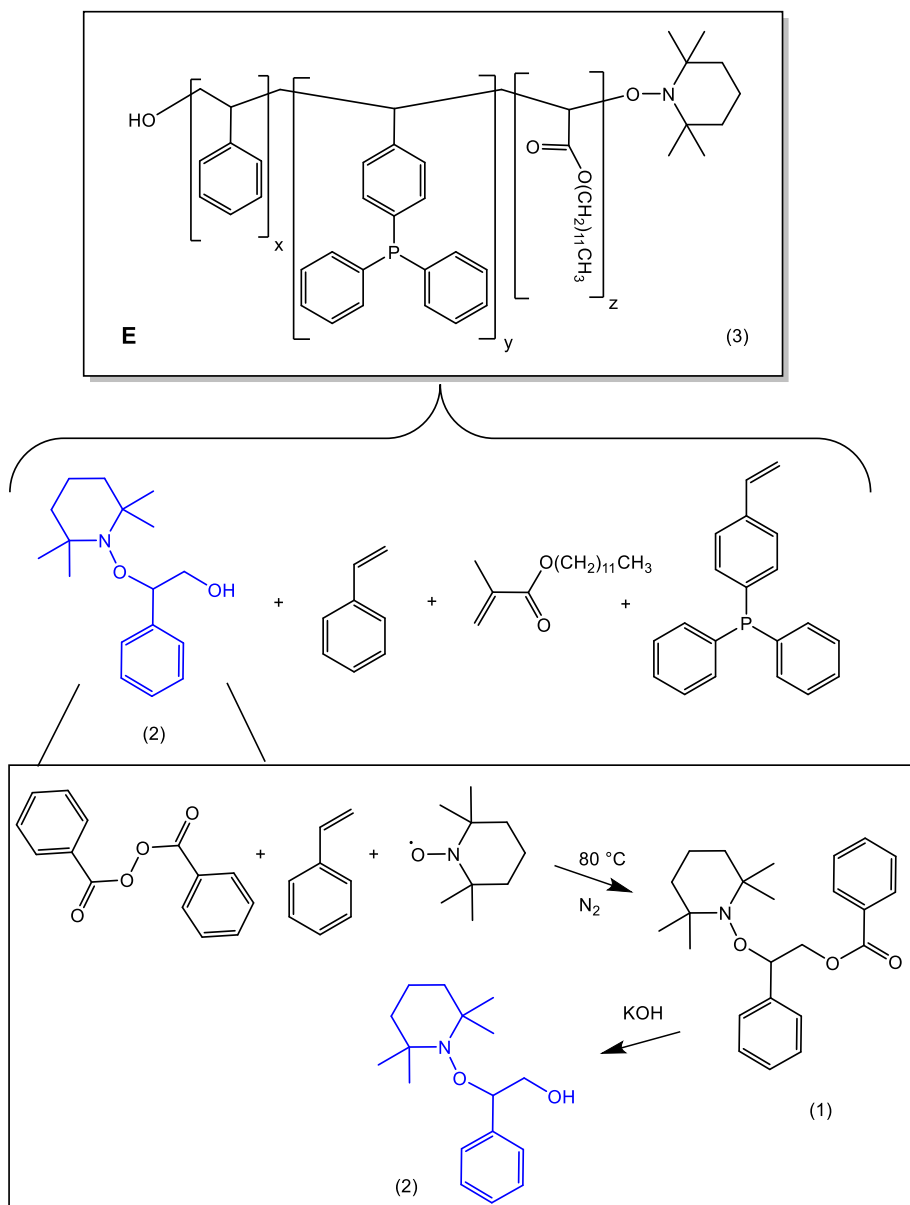 HO
x
P
y
O
O(CH2)11CH3
z
O
N
E
(3)
N
O
OH
(2)
+
+
O(CH2)11CH3
O
+
P
O
O
O
O
+
+
·O
N
80 °C
N2
N
O
O
O
(1)
KOH
N
O
OH
(2)